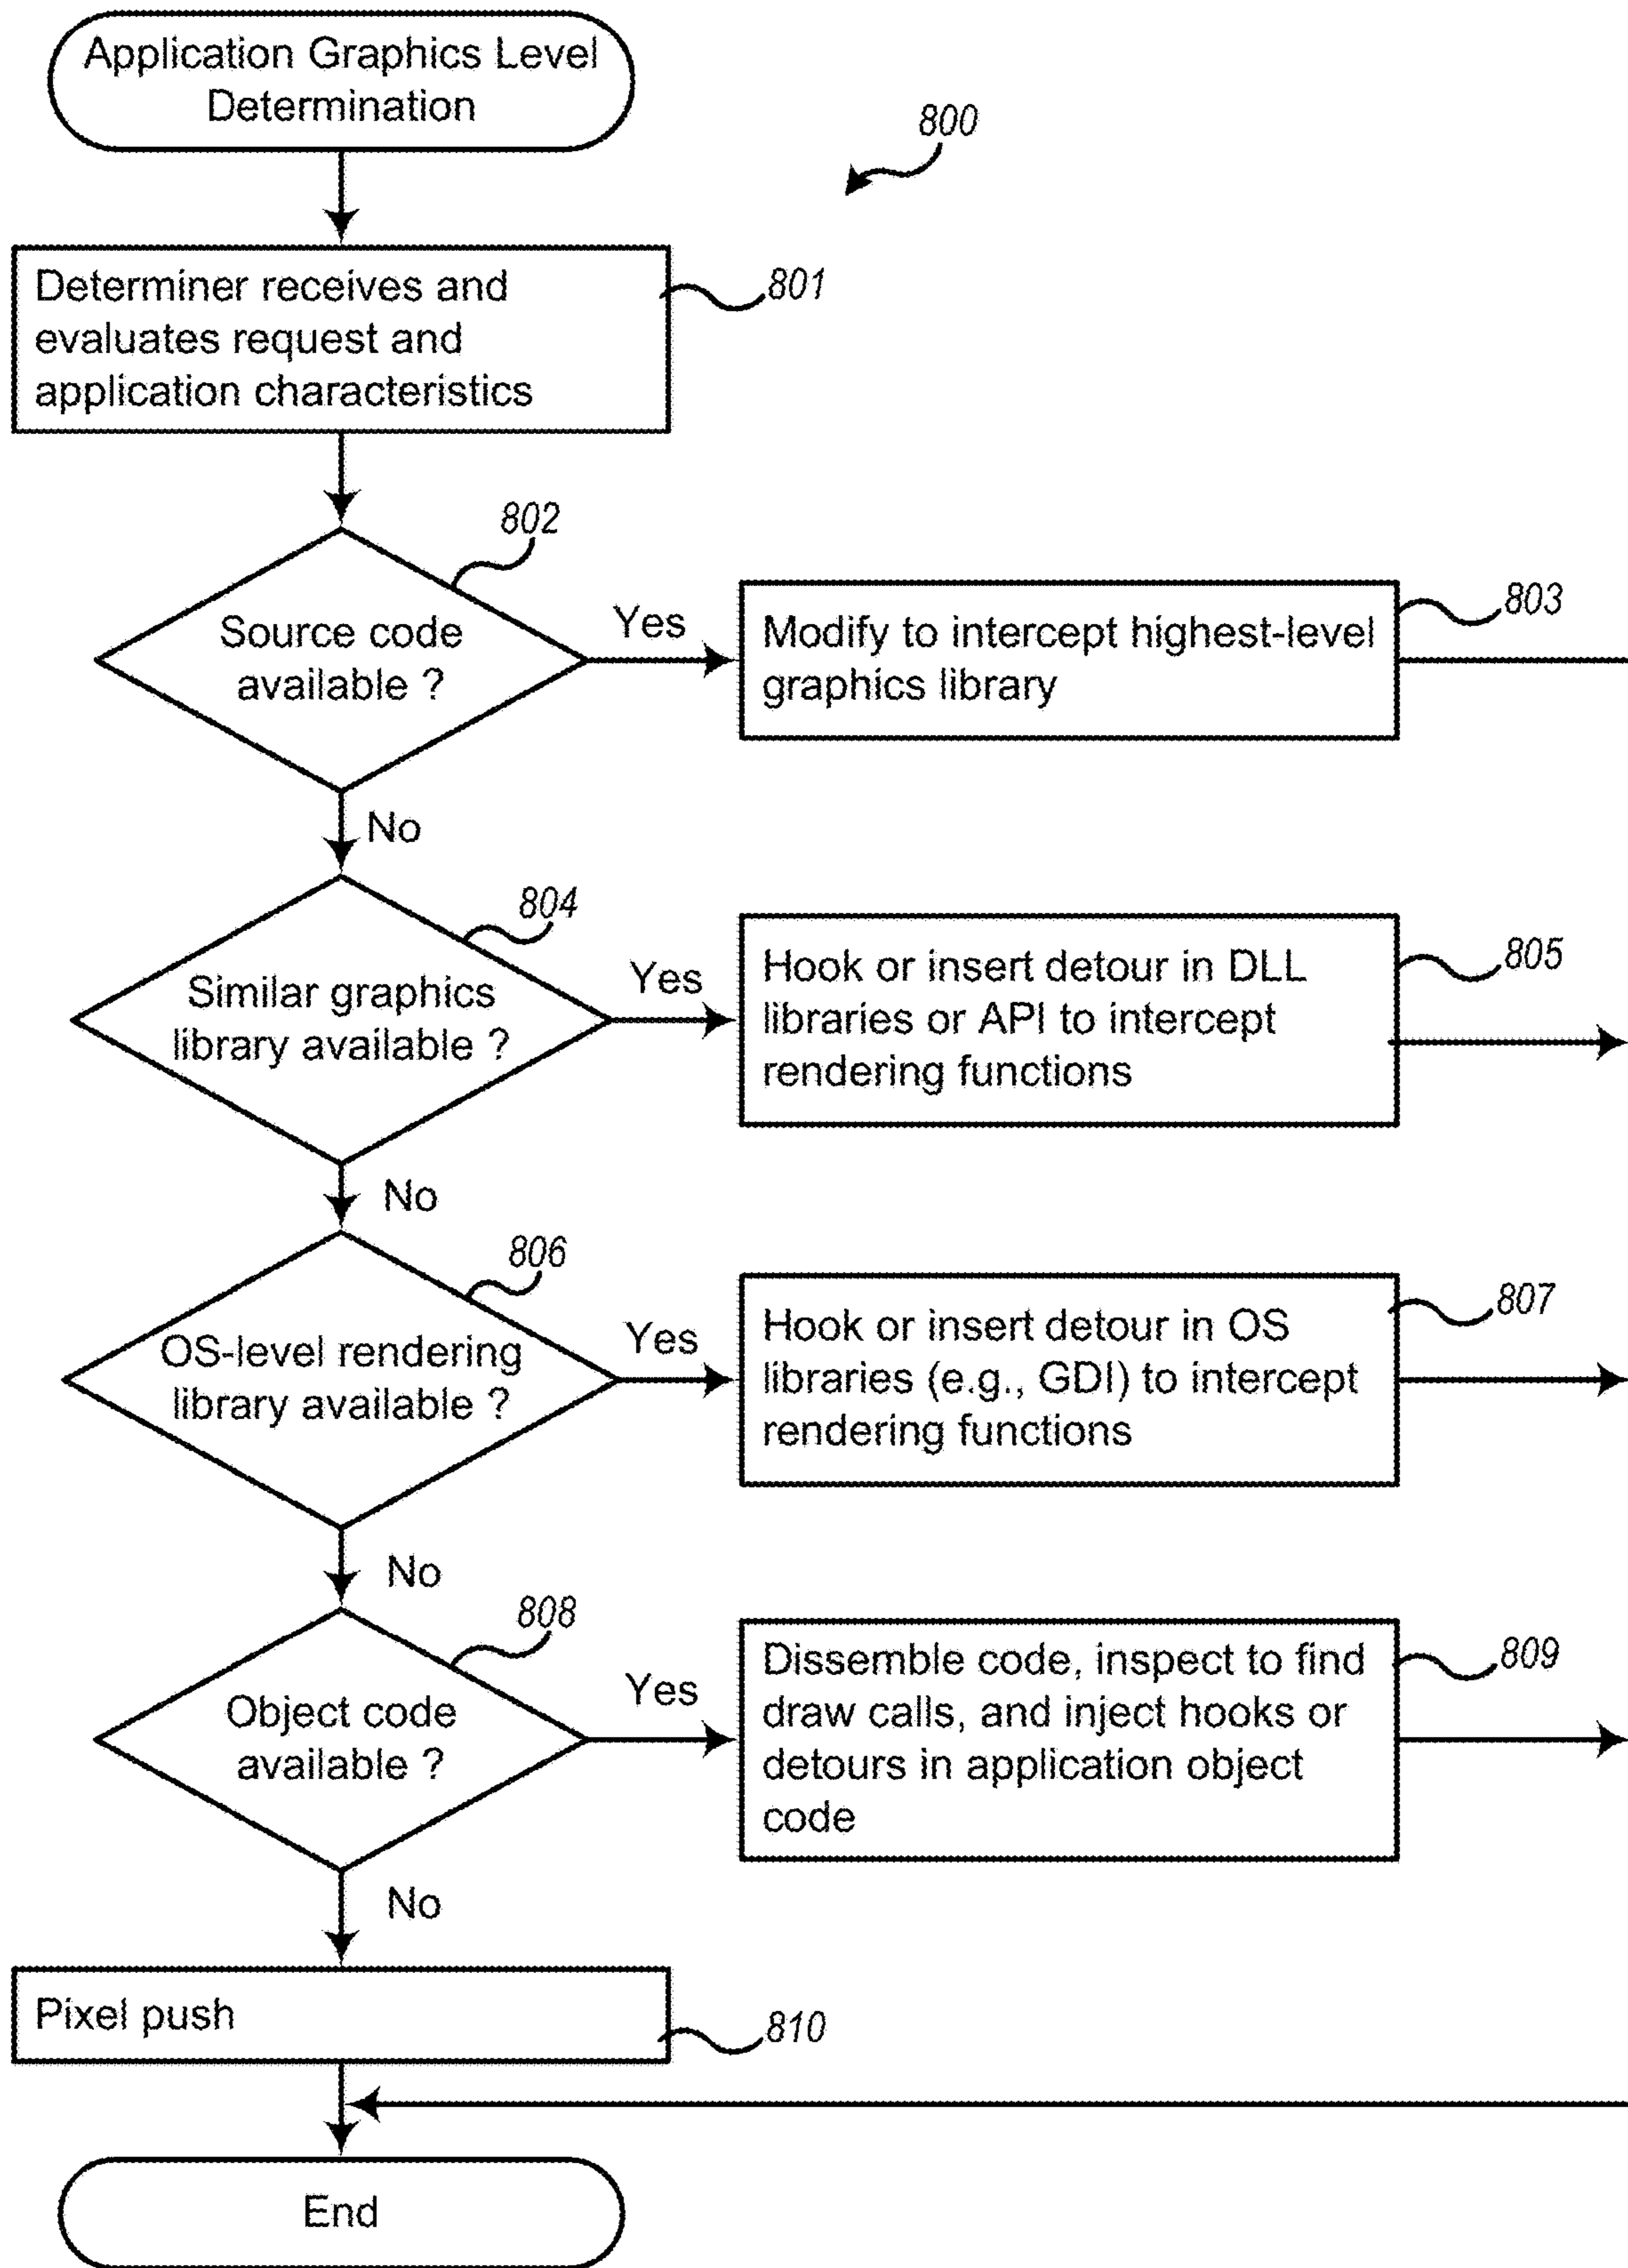 Application Graphics Level
Determination
800
Determiner receives and
evaluates request and
application characteristics
801
802
Source code
available ?
Yes
Modify to intercept highest-level
graphics library
803
No
804
Similar graphics
library available ?
Yes
Hook or insert detour in DLL
libraries or API to intercept
rendering functions
805
No
806
OS-level rendering
library available ?
Yes
Hook or insert detour in OS
libraries (e.g., GDI) to intercept
rendering functions
807
No
808
Object code
available ?
Yes
Dissemble code, inspect to find
draw calls, and inject hooks or
detours in application object
code
809
No
Pixel push
810
End